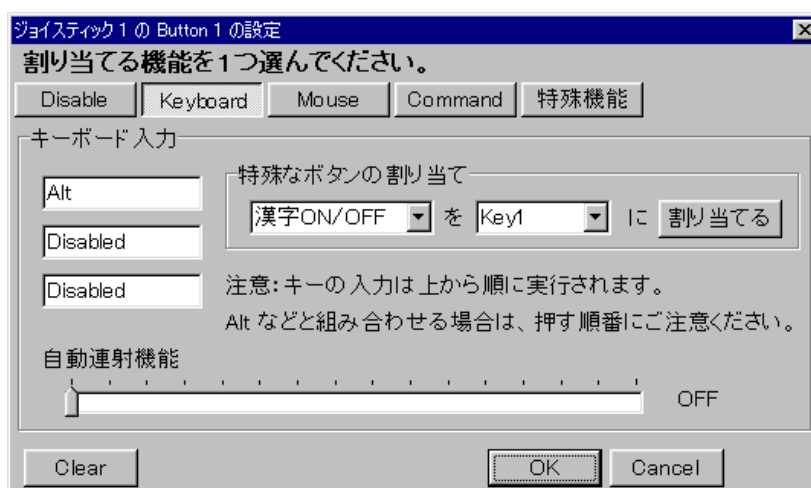 ジョイスティック 1 の Button 1 の設定
割り当てる機能を1つ選んでください。
Disable Keyboard Mouse Command 特殊機能
キーボード入力
特殊なボタンの割り当て
Alt
漢字ON/OFF を Key1 に 割り当てる
Disabled
Disabled
注意:キーの入力は上から順に実行されます。
Alt などと組み合わせる場合は、押す順番にご注意ください。
自動連射機能
OFF
Clear OK Cancel